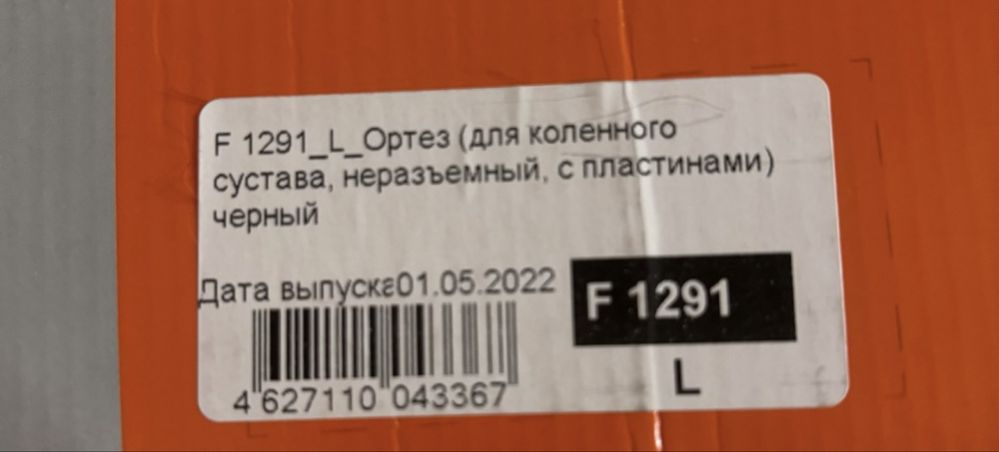 F 1291_L_Ортез (для коленного
сустава, неразъемный, с пластинами)
черный
Дата выпуска01.05.2022
F 1291
L
4 627110 043367